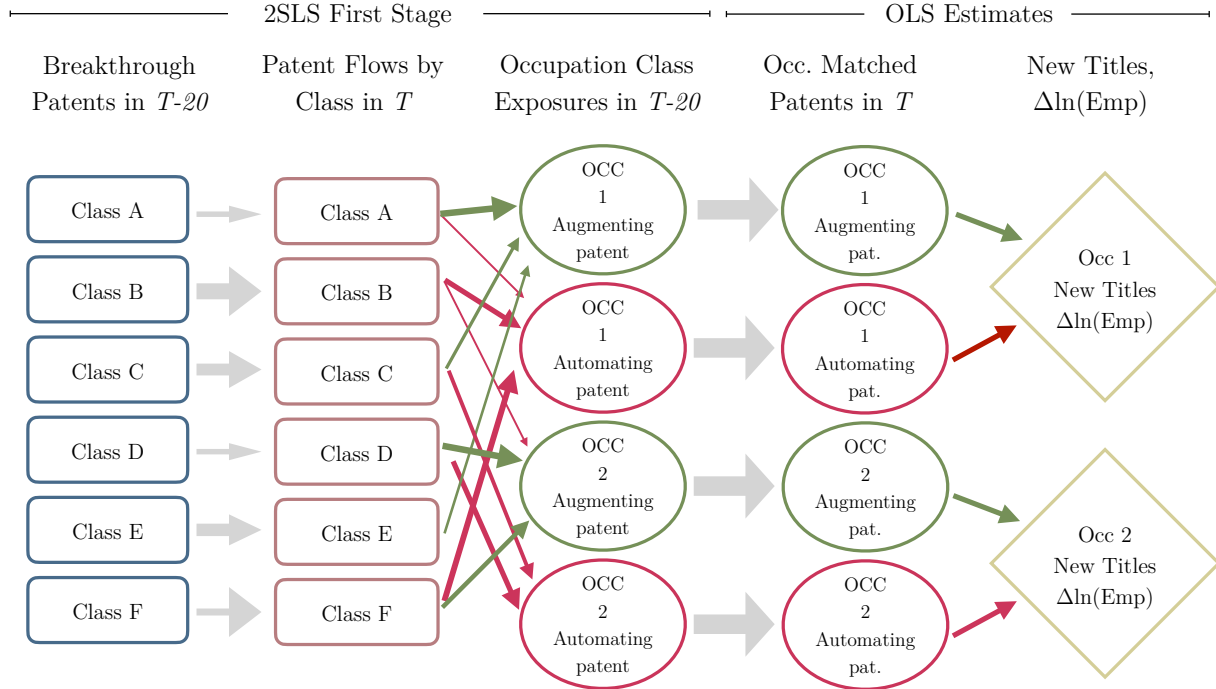 2SLS First Stage
OLS Estimates
Breakthrough
Patents in T-20
Patent Flows by
Class in T
Occupation Class
Exposures in T-20
Occ. Matched
Patents in T
New Titles,
Δln(Emp)
Class A
Class B
Class C
Class D
Class E
Class F
Class A
Class B
Class C
Class D
Class E
Class F
OCC
1
Augmenting
patent
OCC
1
Automating
patent
OCC
2
Augmenting
patent
OCC
2
Automating
patent
OCC
1
Augmenting
pat.
OCC
1
Automating
pat.
OCC
2
Augmenting
pat.
OCC
2
Automating
pat.
Occ 1
New Titles
Δln(Emp)
Occ 2
New Titles
Δln(Emp)